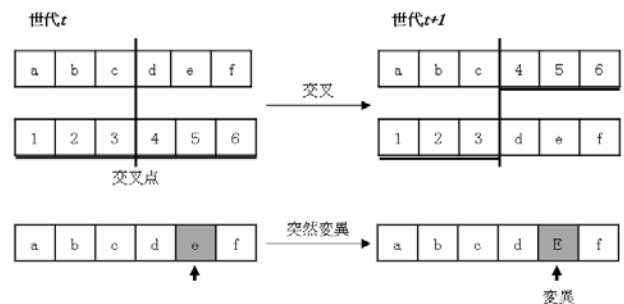 世代t 世代t+1
a b c d e f a b c 4 5 6
交叉
1 2 3 4 5 6 1 2 3 d e f
交叉点
a b c d e f 突然変異 a b c d E f
変異